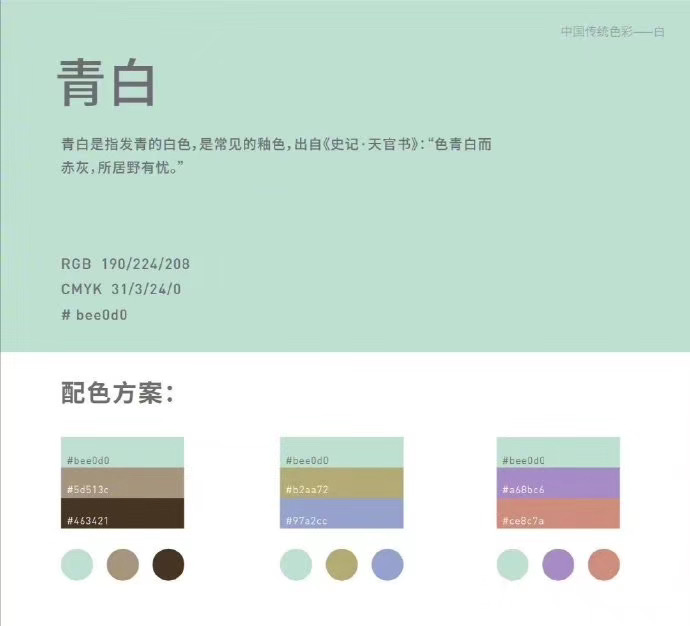 中国传统色彩——白
青白
青白是指发青的白色，是常见的釉色，出自《史记·天官书》：“色青白而
赤灰，所居野有忧。”
RGB 190/224/208
CMYK 31/3/24/0
# bee0d0
配色方案：
#bee0d0 #bee0d0 #bee0d0
#5d513c #b2aa72 #a68bc6
#463421 #97a2cc #ce8c7a